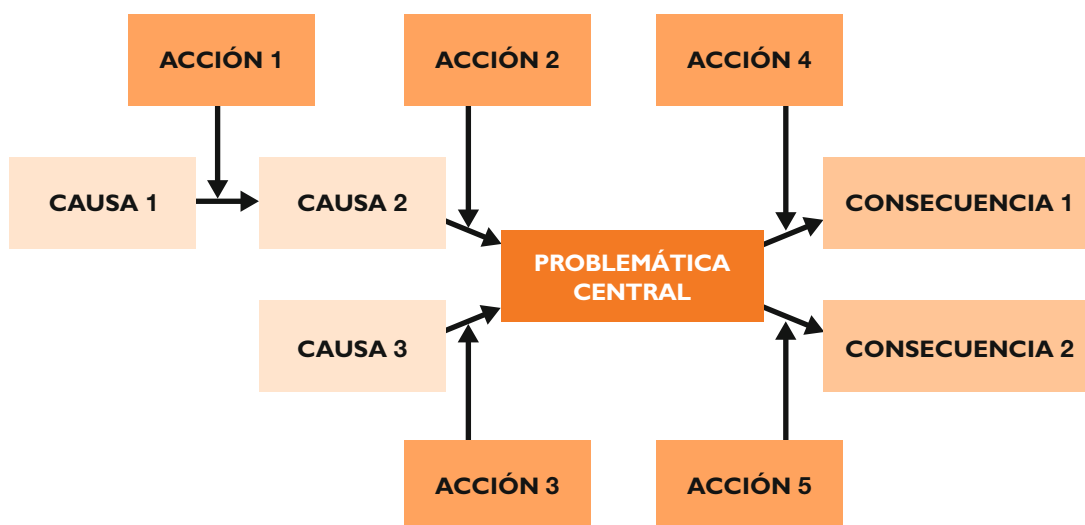 ACCIÓN 1
ACCIÓN 2
ACCIÓN 4
CAUSA 1
CAUSA 2
CONSECUENCIA 1
PROBLEMÁTICA
CENTRAL
CAUSA 3
CONSECUENCIA 2
ACCIÓN 3
ACCIÓN 5